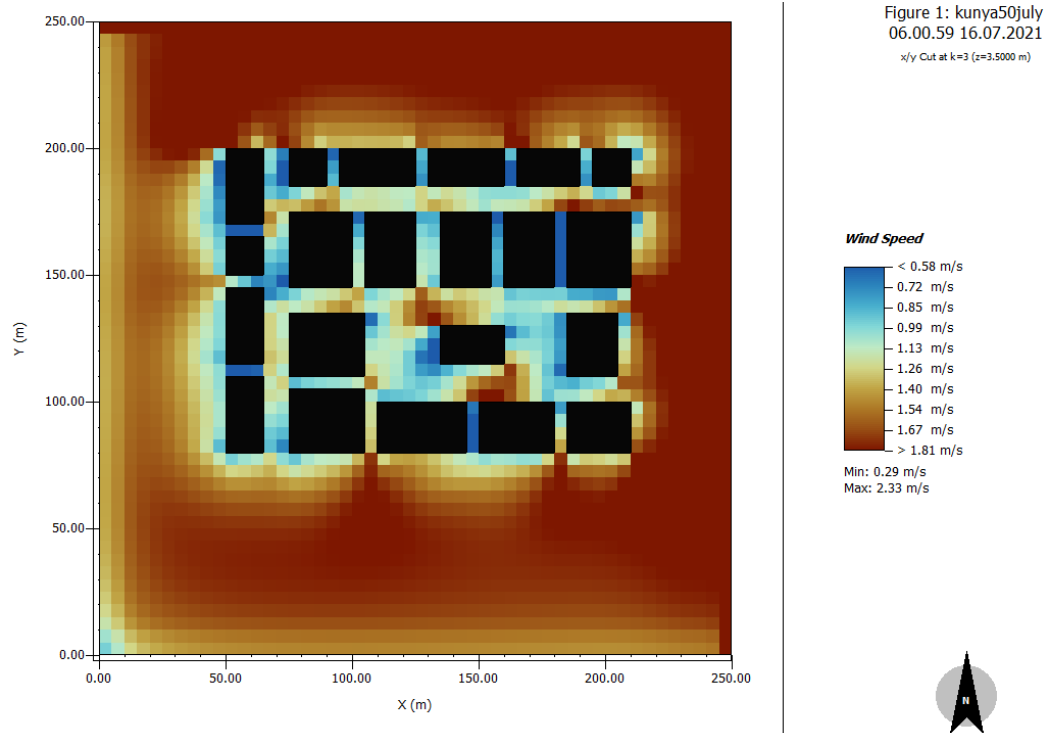 Figure 1: kunya50july
06.00.59 16.07.2021
x/y Cut at k=3 (z=3.5000 m)
250.00
200.00
150.00
100.00
50.00
0.00
Y (m)
0.00 50.00 100.00 150.00 200.00 250.00
X (m)
Wind Speed
< 0.58 m/s
0.72 m/s
0.85 m/s
0.99 m/s
1.13 m/s
1.26 m/s
1.40 m/s
1.54 m/s
1.67 m/s
> 1.81 m/s
Min: 0.29 m/s
Max: 2.33 m/s
N